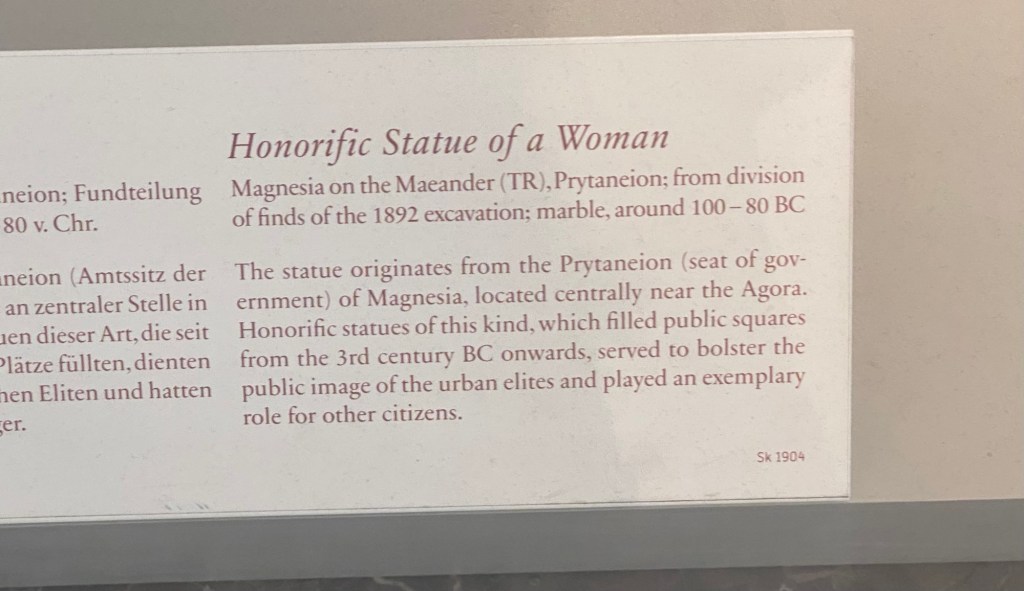 neion; Fundteilung
80 v. Chr.
neion (Amtssitz der
an zentraler Stelle in
dieser Art, die seit
Plätze füllten, dienten
Eliten und hatten
Honorific Statue of a Woman
Magnesia on the Maeander (TR), Prytaneion; from division
of finds of the 1892 excavation; marble, around 100 – 80 BC
The statue originates from the Prytaneion (seat of gov-
ernment) of Magnesia, located centrally near the Agora.
Honorific statues of this kind, which filled public squares
from the 3rd century BC onwards, served to bolster the
public image of the urban elites and played an exemplary
role for other citizens.
Sk 1904